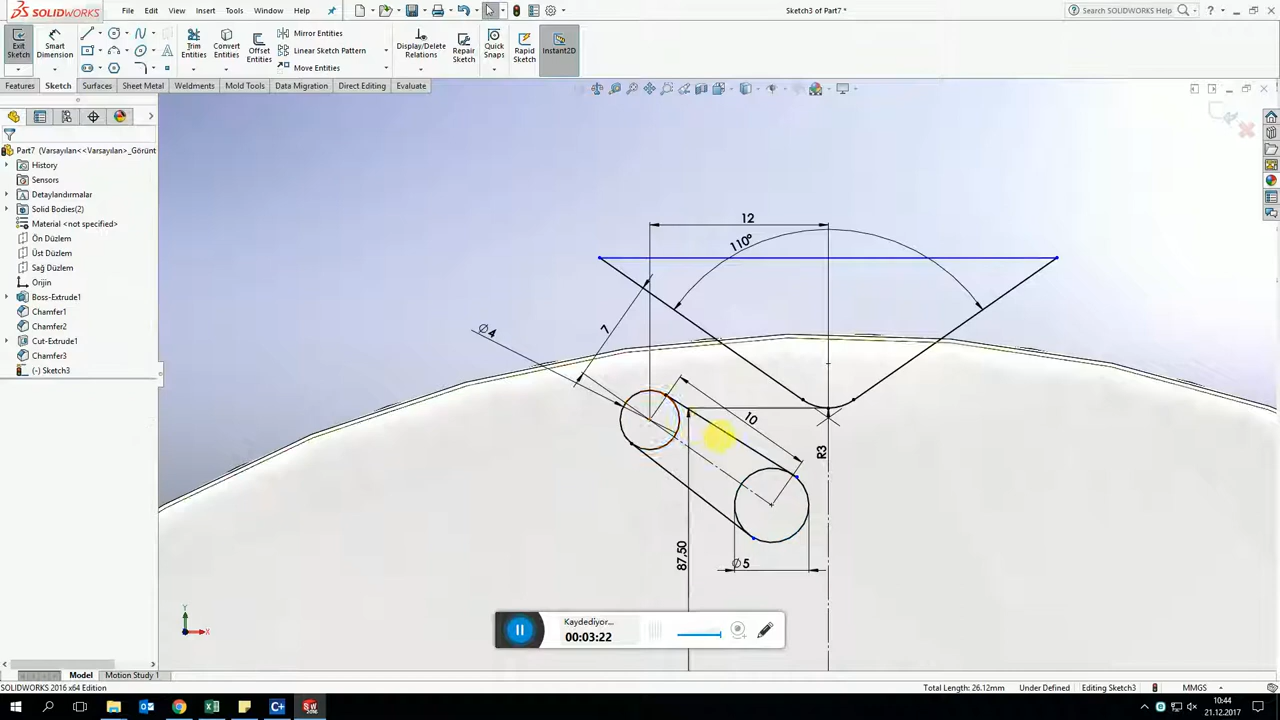 SOLIDWORKS File Edit View Insert Tools Window Help Sketch3 of Part7 * Search SOLIDWORKS Help
Exit Sketch
Smart Dimension
Trim Entities
Convert Entities
Offset Entities
Mirror Entities
Linear Sketch Pattern
Move Entities
Display/Delete Relations
Repair Sketch
Quick Snaps
Rapid Sketch
Instant2D
Features Sketch Surfaces Sheet Metal Weldments Mold Tools Data Migration Direct Editing Evaluate
Part7 (Varsayılan<<Varsayılan>_Görünt
History
Sensors
Detaylandırmalar
Solid Bodies(2)
Material <not specified>
Ön Düzlem
Üst Düzlem
Sağ Düzlem
Orijin
Boss-Extrude1
Chamfer1
Chamfer2
Cut-Extrude1
Chamfer3
(-) Sketch3
12
110°
7
Ø4
10
R3
87,50
Ø5
Y
X
Kaydediyor...
00:03:22
Model Motion Study 1
SOLIDWORKS 2016 x64 Edition Total Length: 26.12mm Under Defined Editing Sketch3 MMGS
10:44
21.12.2017